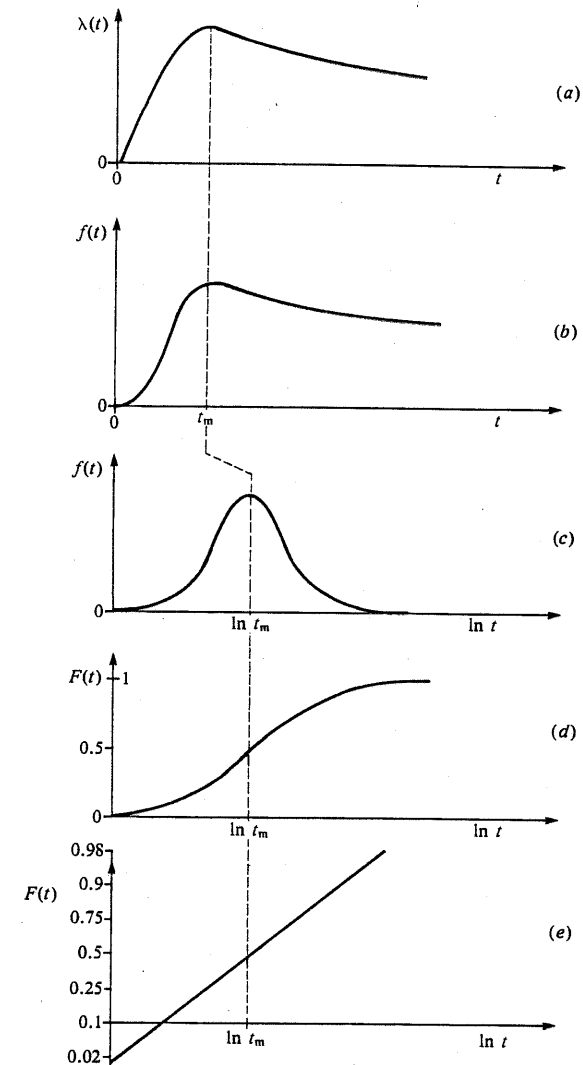 λ(t)
(a)
0
0
t
f(t)
(b)
0
0
t_m
t
f(t)
(c)
0
ln t_m
ln t
F(t)
1
(d)
0.5
0
ln t_m
ln t
0.98
0.9
F(t)
0.75
(e)
0.5
0.25
0.1
ln t_m
ln t
0.02